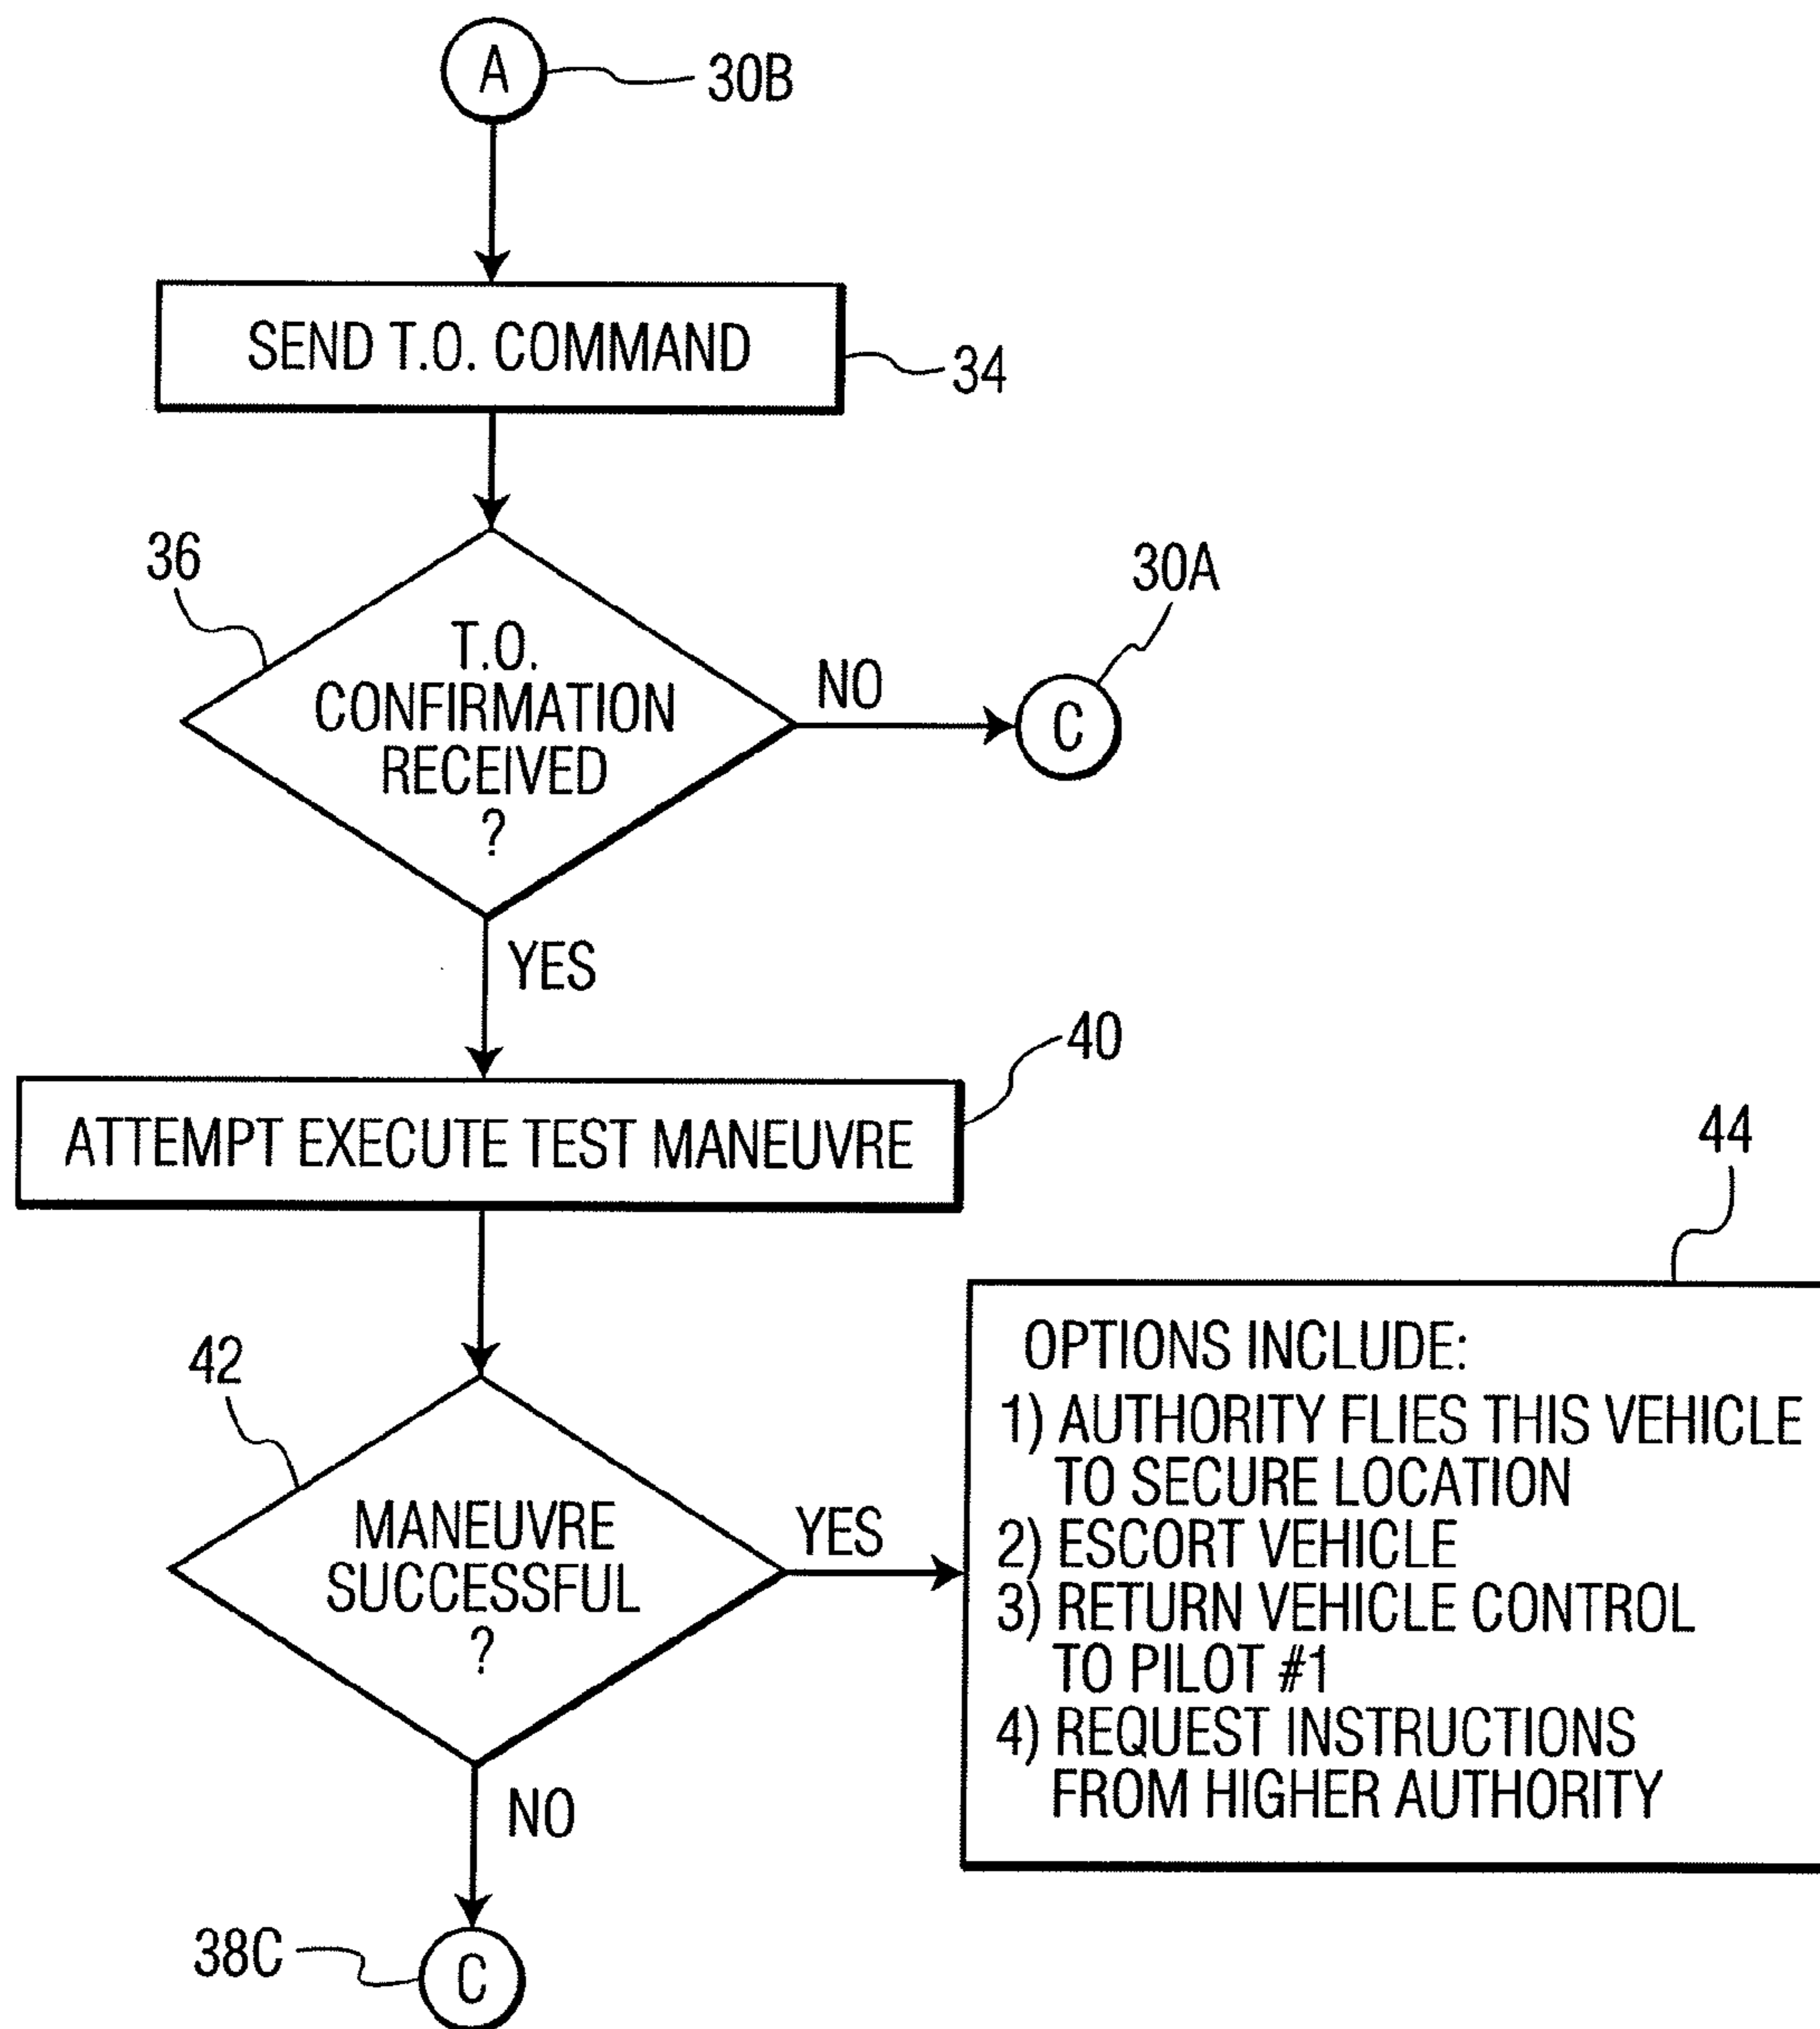 A
30B
SEND T.O. COMMAND
34
36
T.O.
CONFIRMATION
RECEIVED
?
NO
30A
C
YES
ATTEMPT EXECUTE TEST MANEUVRE
40
42
MANEUVRE
SUCCESSFUL
?
YES
44
OPTIONS INCLUDE:
1) AUTHORITY FLIES THIS VEHICLE
TO SECURE LOCATION
2) ESCORT VEHICLE
3) RETURN VEHICLE CONTROL
TO PILOT #1
4) REQUEST INSTRUCTIONS
FROM HIGHER AUTHORITY
NO
38C
C